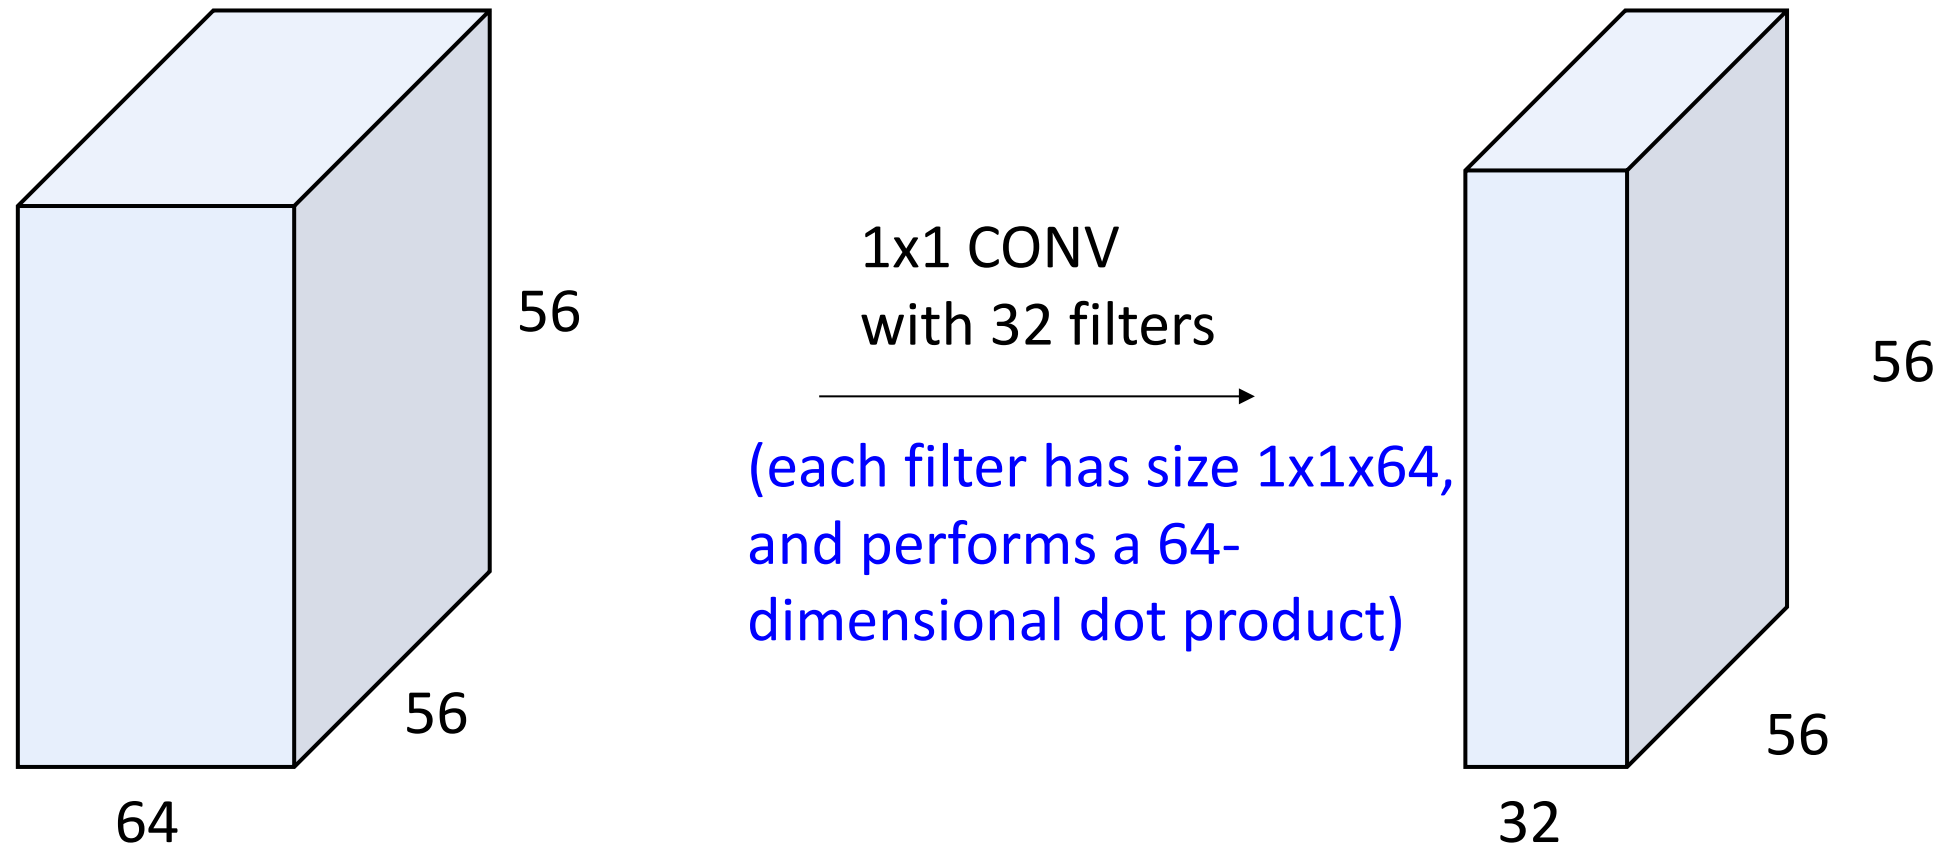 56
56
64
1x1 CONV
with 32 filters
(each filter has size 1x1x64,
and performs a 64-
dimensional dot product)
56
56
32